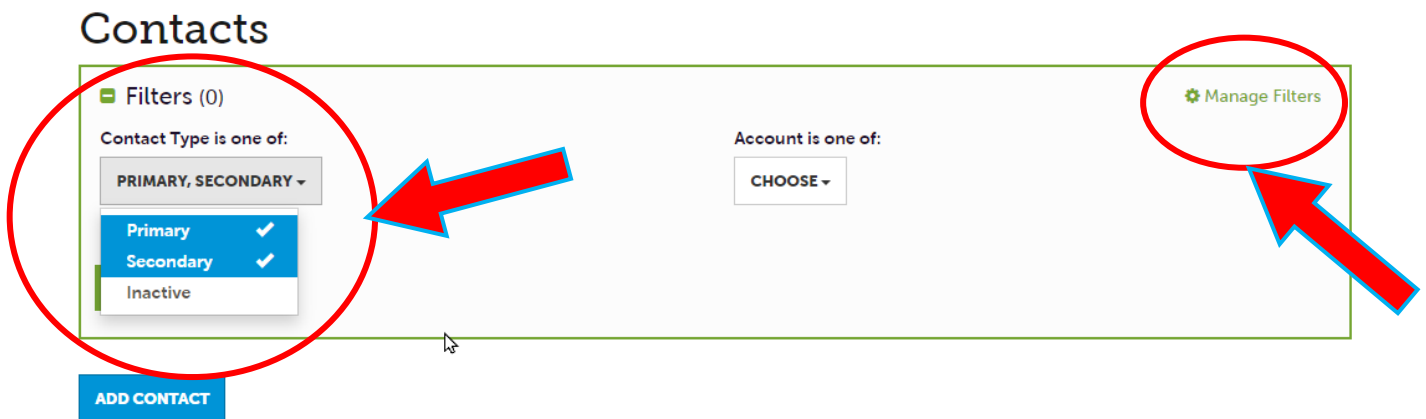 Contacts
Filters (0)
Manage Filters
Contact Type is one of:
Account is one of:
PRIMARY, SECONDARY
CHOOSE
Primary
Secondary
Inactive
ADD CONTACT